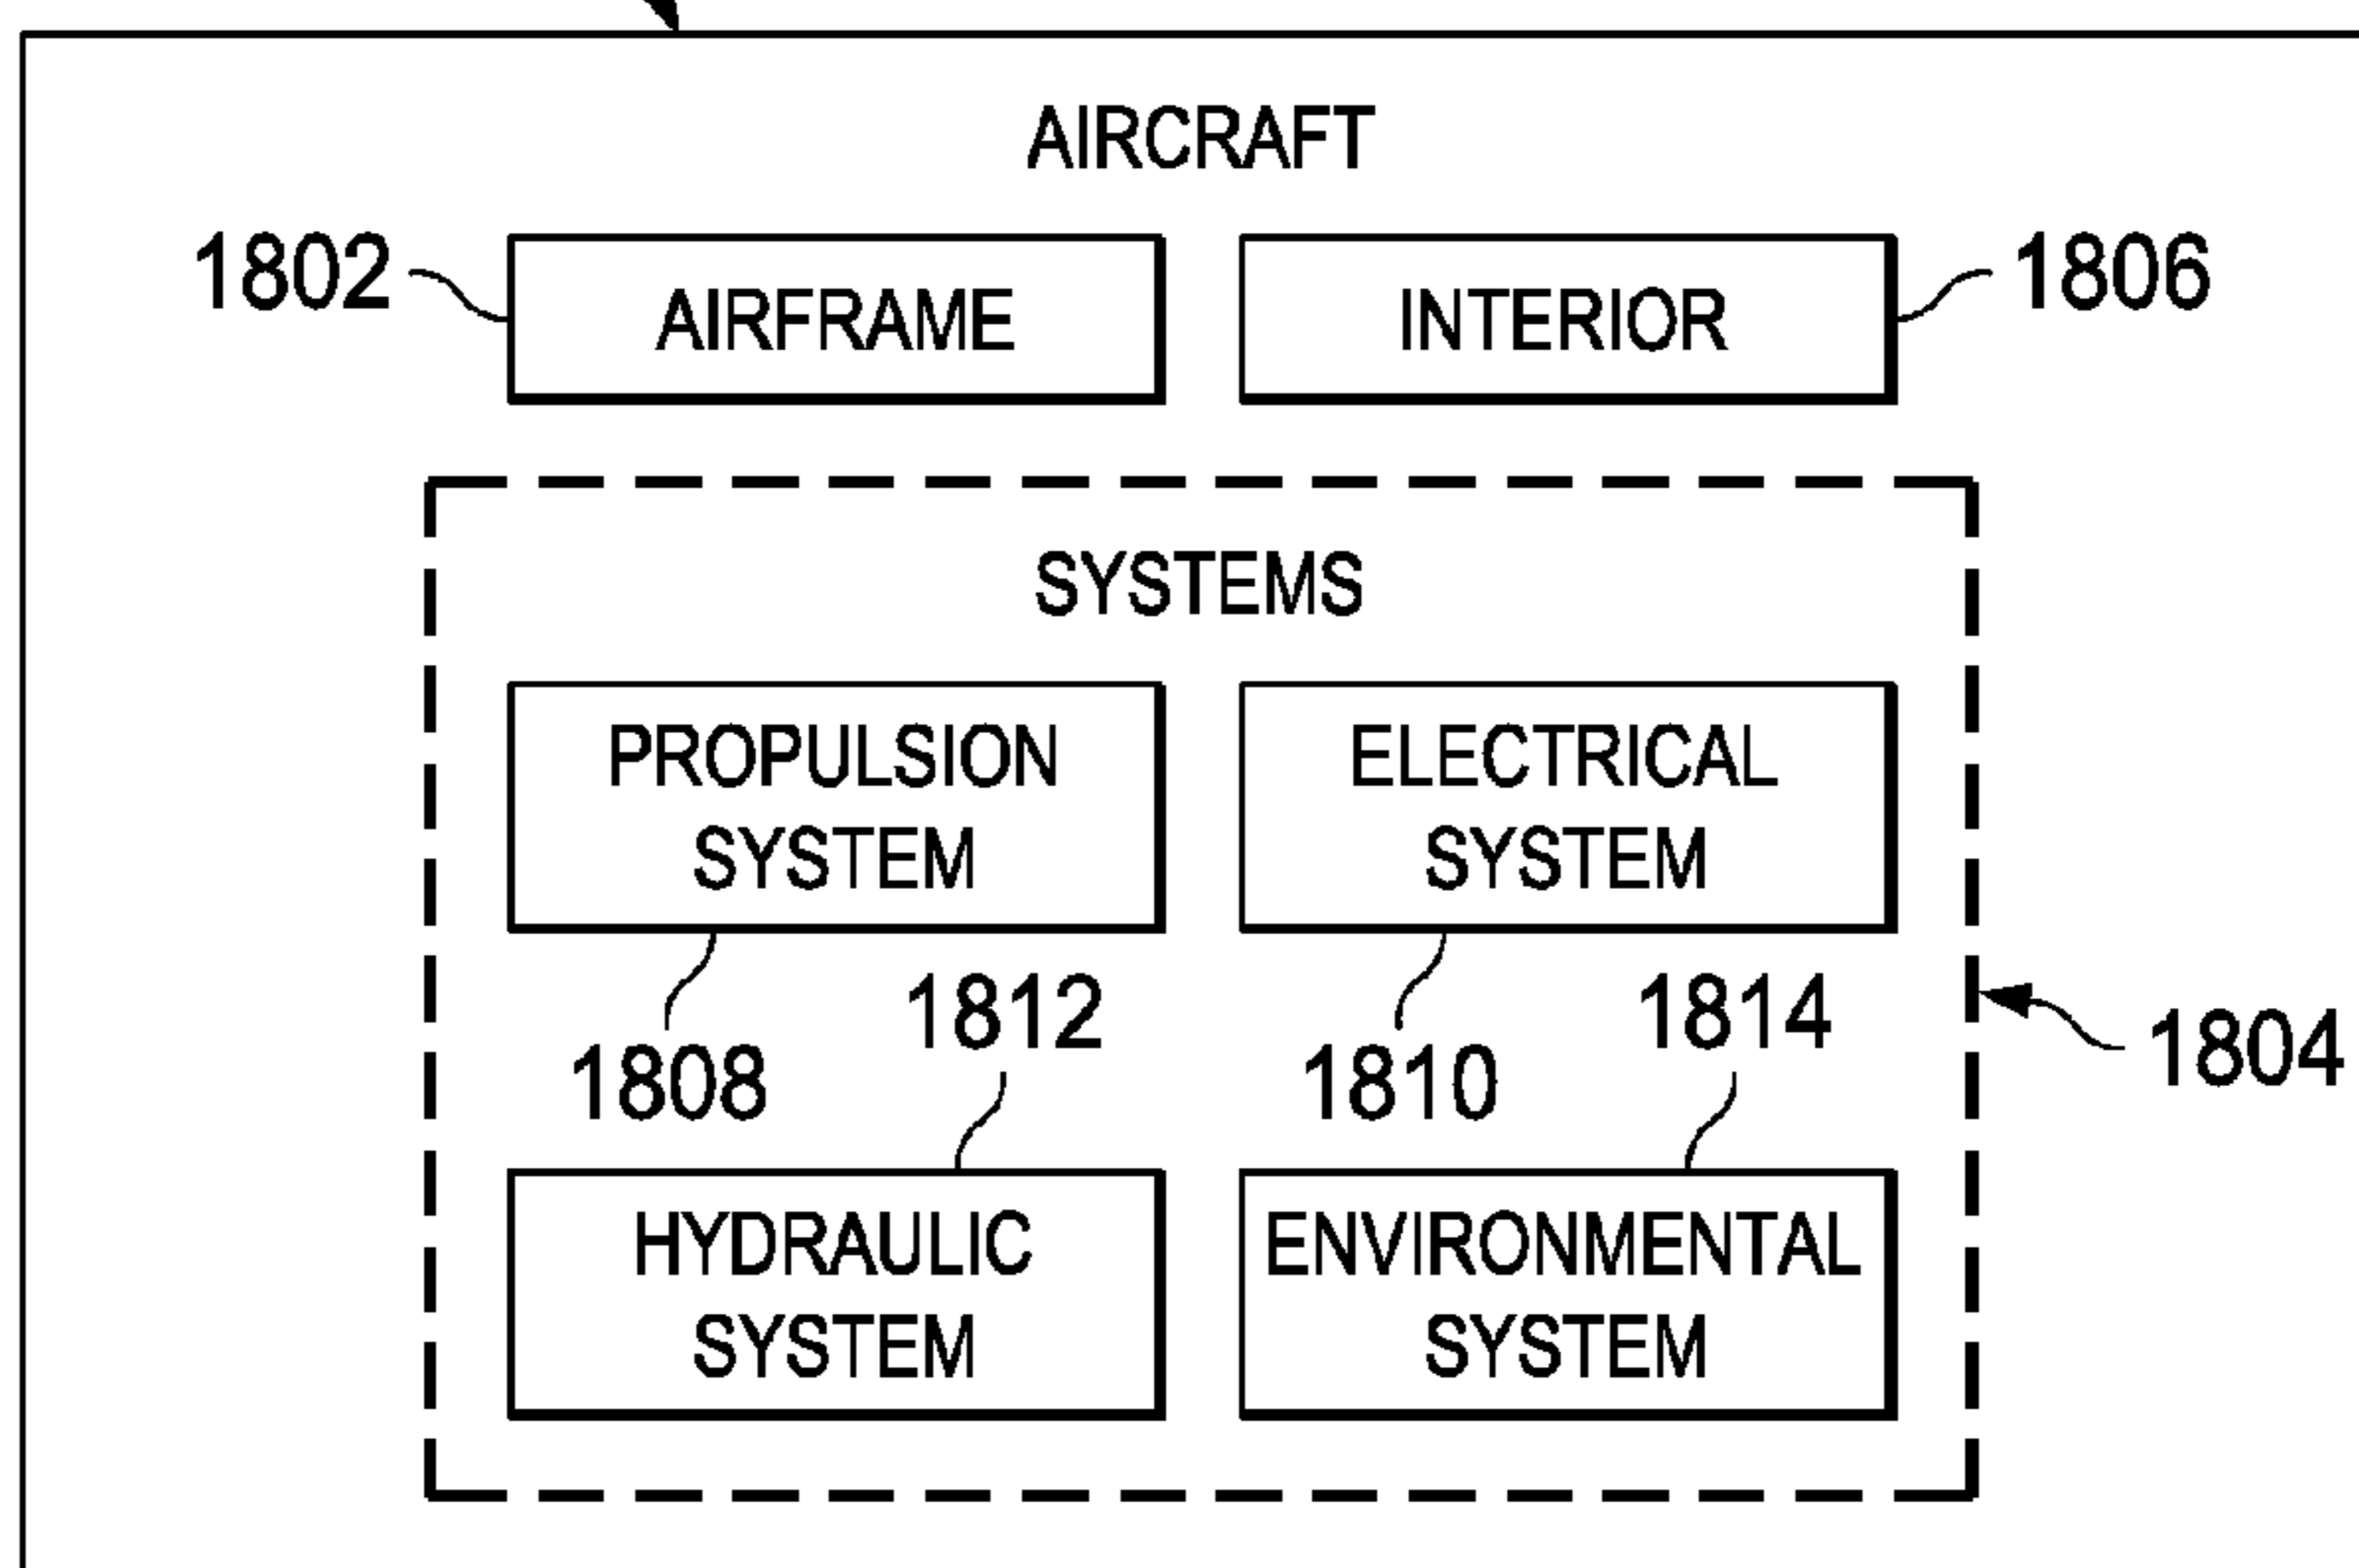 AIRCRAFT
1802 AIRFRAME INTERIOR 1806
SYSTEMS
PROPULSION SYSTEM
ELECTRICAL SYSTEM
1808 1812 1810 1814 1804
HYDRAULIC SYSTEM
ENVIRONMENTAL SYSTEM